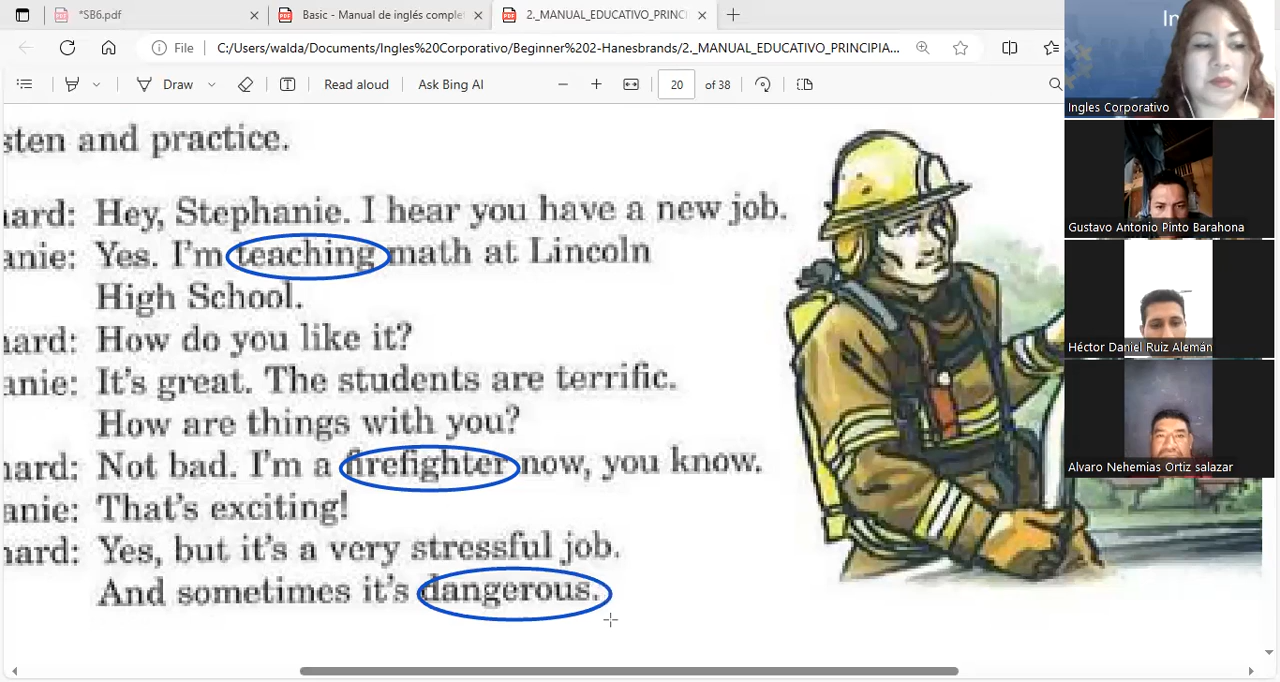 *SB6.pdf
Basic - Manual de inglés complet
2._MANUAL_EDUCATIVO_PRINCI
File
C:/Users/walda/Documents/Ingles%20Corporativo/Beginner%202-Hanesbrands/2._MANUAL_EDUCATIVO_PRINCIPIA...
Draw
Read aloud
Ask Bing AI
20 of 38
In
Ingles Corporativo
Gustavo Antonio Pinto Barahona
Héctor Daniel Ruiz Alemán
Alvaro Nehemias Ortiz salazar
sten and practice.
hard: Hey, Stephanie. I hear you have a new job.
anie: Yes. I'm teaching math at Lincoln
High School.
hard: How do you like it?
anie: It's great. The students are terrific.
How are things with you?
hard: Not bad. I'm a firefighter now, you know.
anie: That's exciting!
hard: Yes, but it's a very stressful job.
And sometimes it's dangerous.